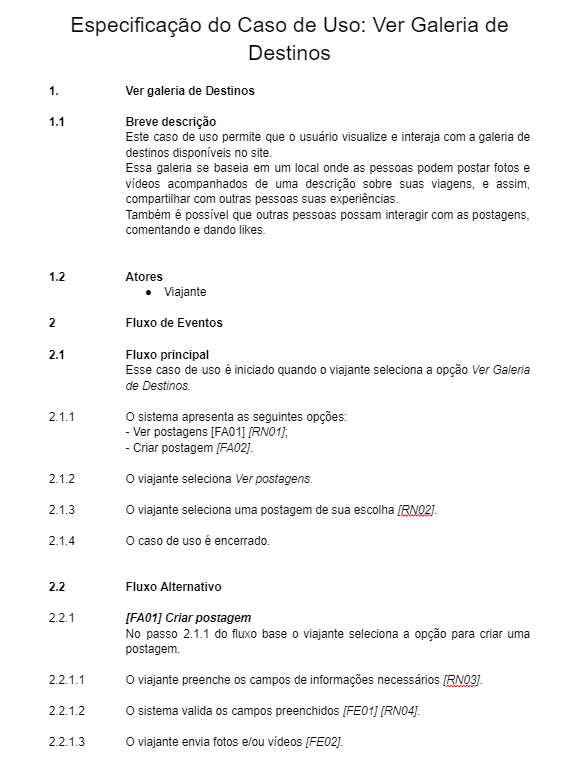 Especificação do Caso de Uso: Ver Galeria de
Destinos
1. Ver galeria de Destinos
1.1 Breve descrição
Este caso de uso permite que o usuário visualize e interaja com a galeria de
destinos disponíveis no site.
Essa galeria se baseia em um local onde as pessoas podem postar fotos e
vídeos acompanhados de uma descrição sobre suas viagens, e assim,
compartilhar com outras pessoas suas experiências.
Também é possível que outras pessoas possam interagir com as postagens,
comentando e dando likes.
1.2 Atores
● Viajante
2 Fluxo de Eventos
2.1 Fluxo principal
Esse caso de uso é iniciado quando o viajante seleciona a opção Ver Galeria
de Destinos.
2.1.1 O sistema apresenta as seguintes opções:
- Ver postagens [FA01] [RN01];
- Criar postagem [FA02].
2.1.2 O viajante seleciona Ver postagens.
2.1.3 O viajante seleciona uma postagem de sua escolha [RN02].
2.1.4 O caso de uso é encerrado.
2.2 Fluxo Alternativo
2.2.1 [FA01] Criar postagem
No passo 2.1.1 do fluxo base o viajante seleciona a opção para criar uma
postagem.
2.2.1.1 O viajante preenche os campos de informações necessários [RN03].
2.2.1.2 O sistema valida os campos preenchidos [FE01] [RN04].
2.2.1.3 O viajante envia fotos e/ou vídeos [FE02].